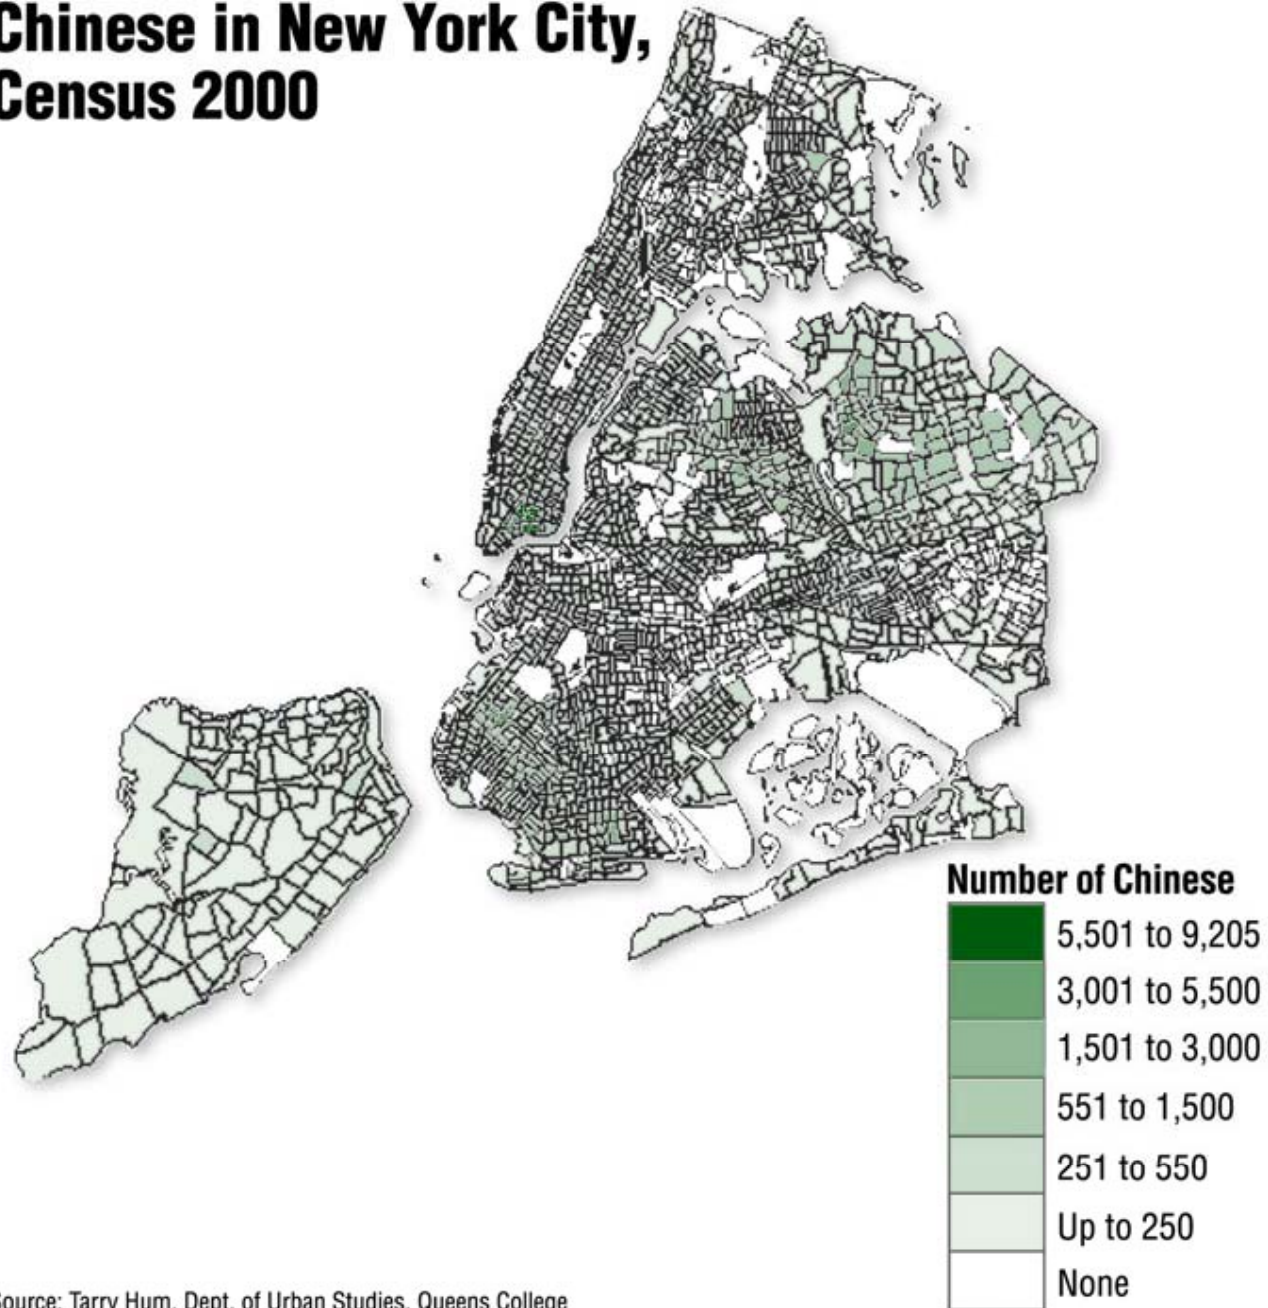 Chinese in New York City,
Census 2000
Number of Chinese
5,501 to 9,205
3,001 to 5,500
1,501 to 3,000
551 to 1,500
251 to 550
Up to 250
None
Source: Tarry Hum, Dept. of Urban Studies, Queens College